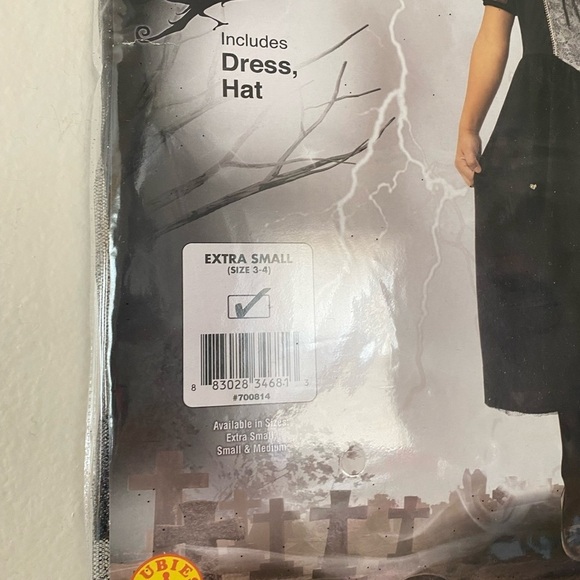 Includes
Dress,
Hat
EXTRA SMALL
(SIZE 3-4)
8 83028 34681 3
#700814
Available in Sizes
Extra Small,
Small & Medium
RUBIE'S